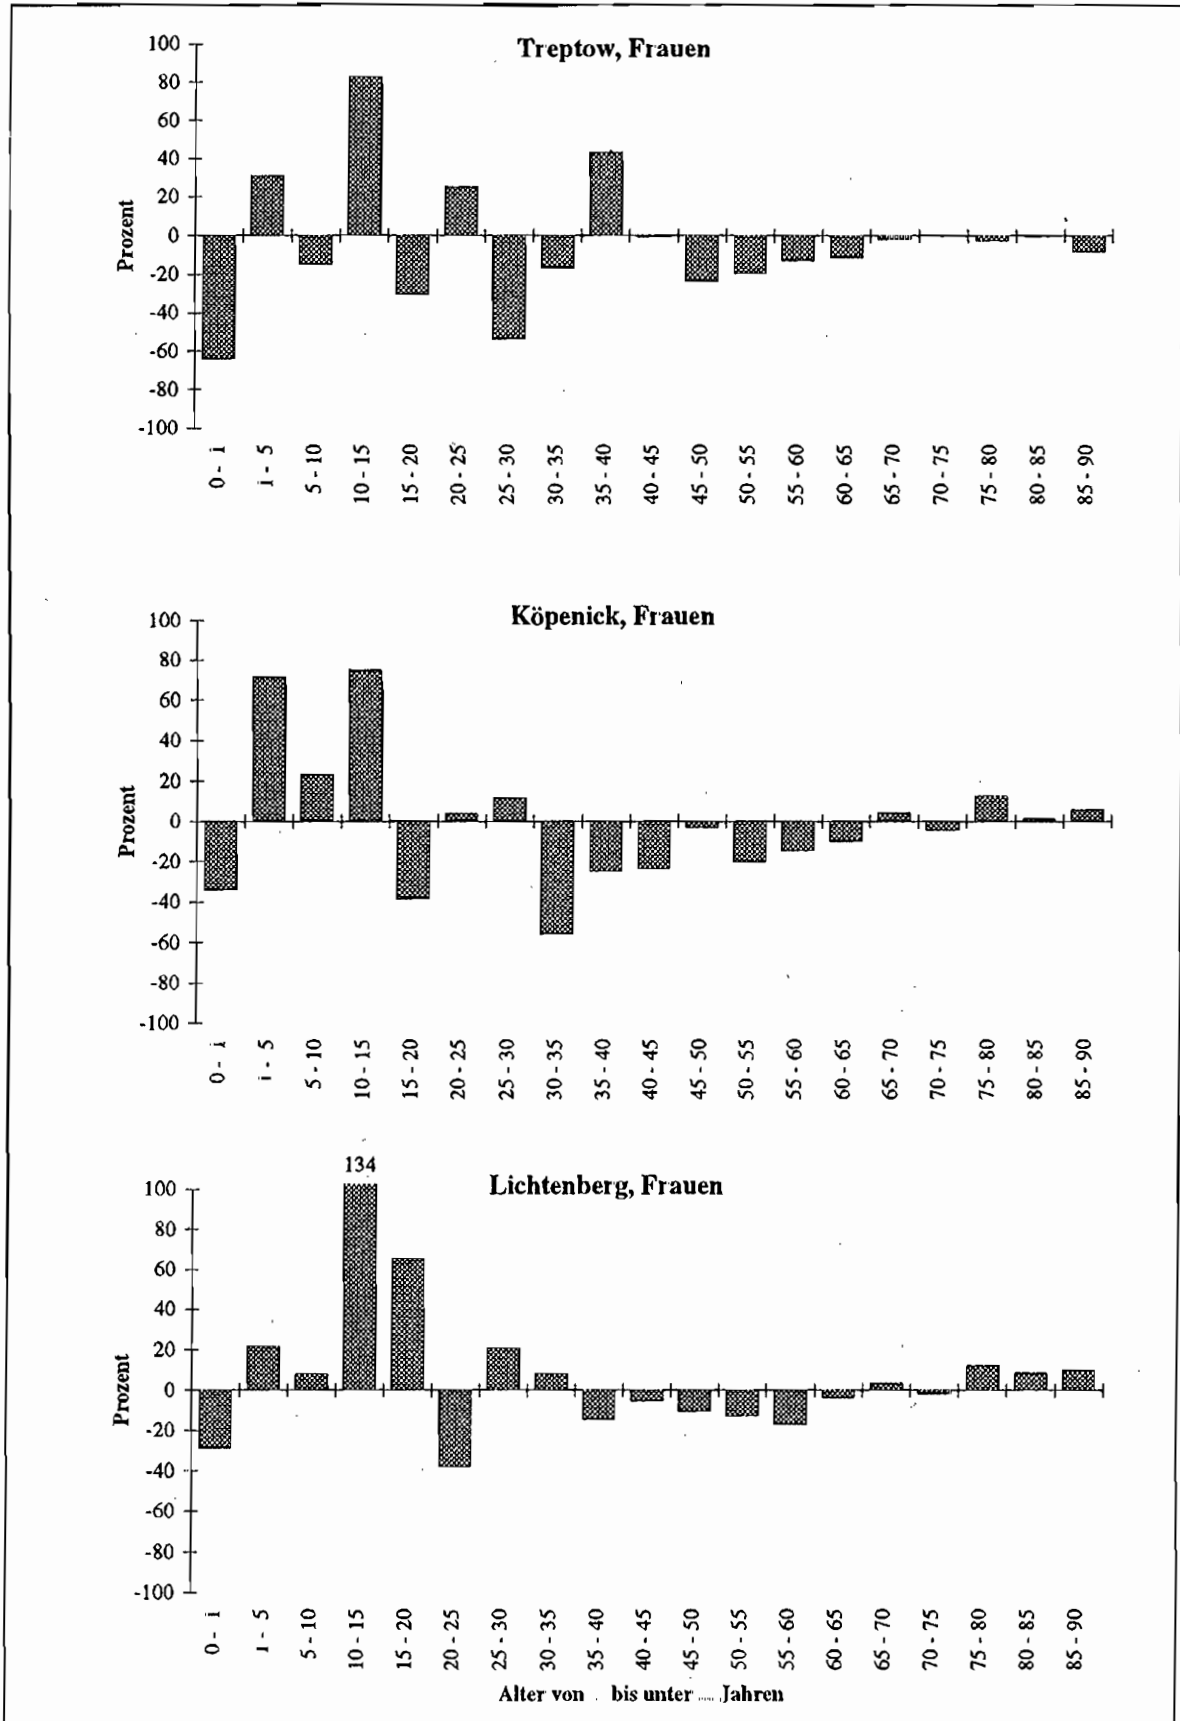 Treptow, Frauen
Prozent
100
80
60
40
20
0
-20
-40
-60
-80
-100
0 - 1
1 - 5
5 - 10
10 - 15
15 - 20
20 - 25
25 - 30
30 - 35
35 - 40
40 - 45
45 - 50
50 - 55
55 - 60
60 - 65
65 - 70
70 - 75
75 - 80
80 - 85
85 - 90
Köpenick, Frauen
Prozent
100
80
60
40
20
0
-20
-40
-60
-80
-100
0 - 1
1 - 5
5 - 10
10 - 15
15 - 20
20 - 25
25 - 30
30 - 35
35 - 40
40 - 45
45 - 50
50 - 55
55 - 60
60 - 65
65 - 70
70 - 75
75 - 80
80 - 85
85 - 90
134
Lichtenberg, Frauen
Prozent
100
80
60
40
20
0
-20
-40
-60
-80
-100
0 - 1
1 - 5
5 - 10
10 - 15
15 - 20
20 - 25
25 - 30
30 - 35
35 - 40
40 - 45
45 - 50
50 - 55
55 - 60
60 - 65
65 - 70
70 - 75
75 - 80
80 - 85
85 - 90
Alter von . bis unter .... Jahren